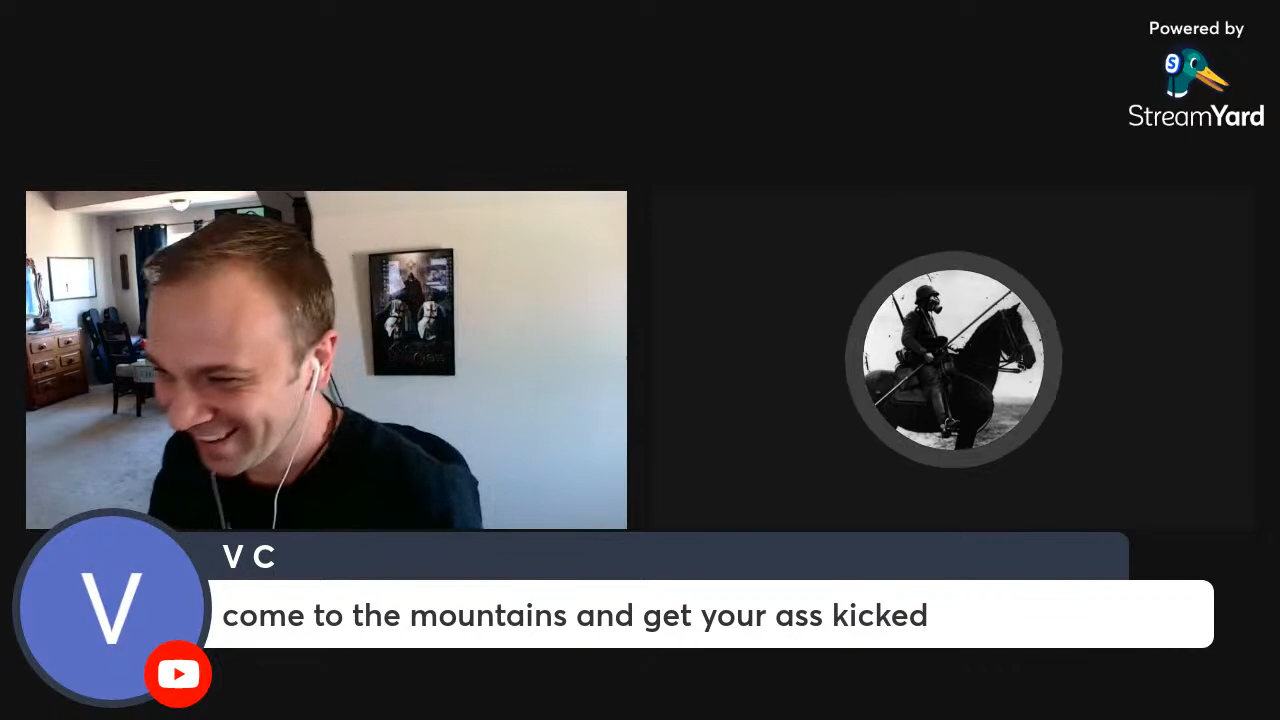 Powered by
StreamYard
V C
V
come to the mountains and get your ass kicked